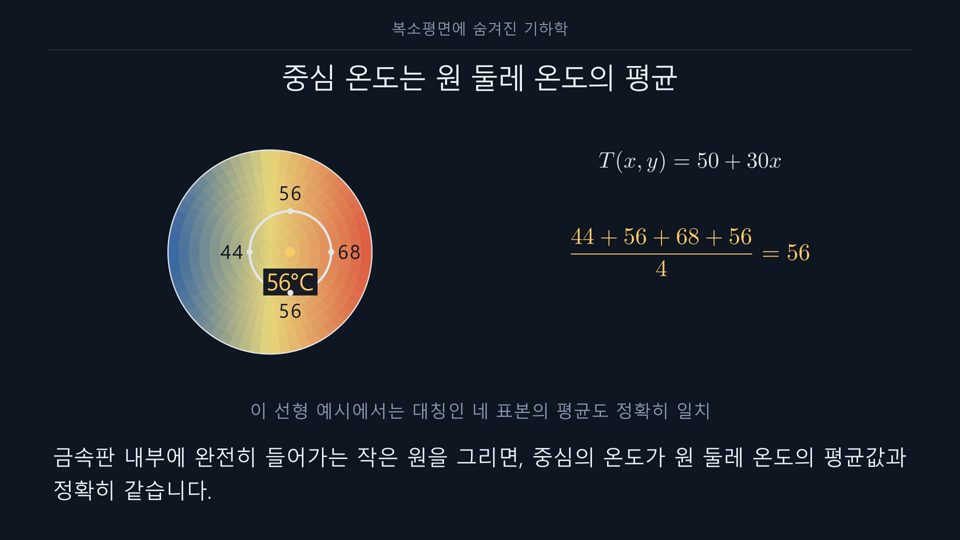 복소평면에 숨겨진 기하학
중심 온도는 원 둘레 온도의 평균
T(x, y) = 50 + 30x
56
44
68
56°C
56
44 + 56 + 68 + 56
4
= 56
이 선형 예시에서는 대칭인 네 표본의 평균도 정확히 일치
금속판 내부에 완전히 들어가는 작은 원을 그리면, 중심의 온도가 원 둘레 온도의 평균값과
정확히 같습니다.